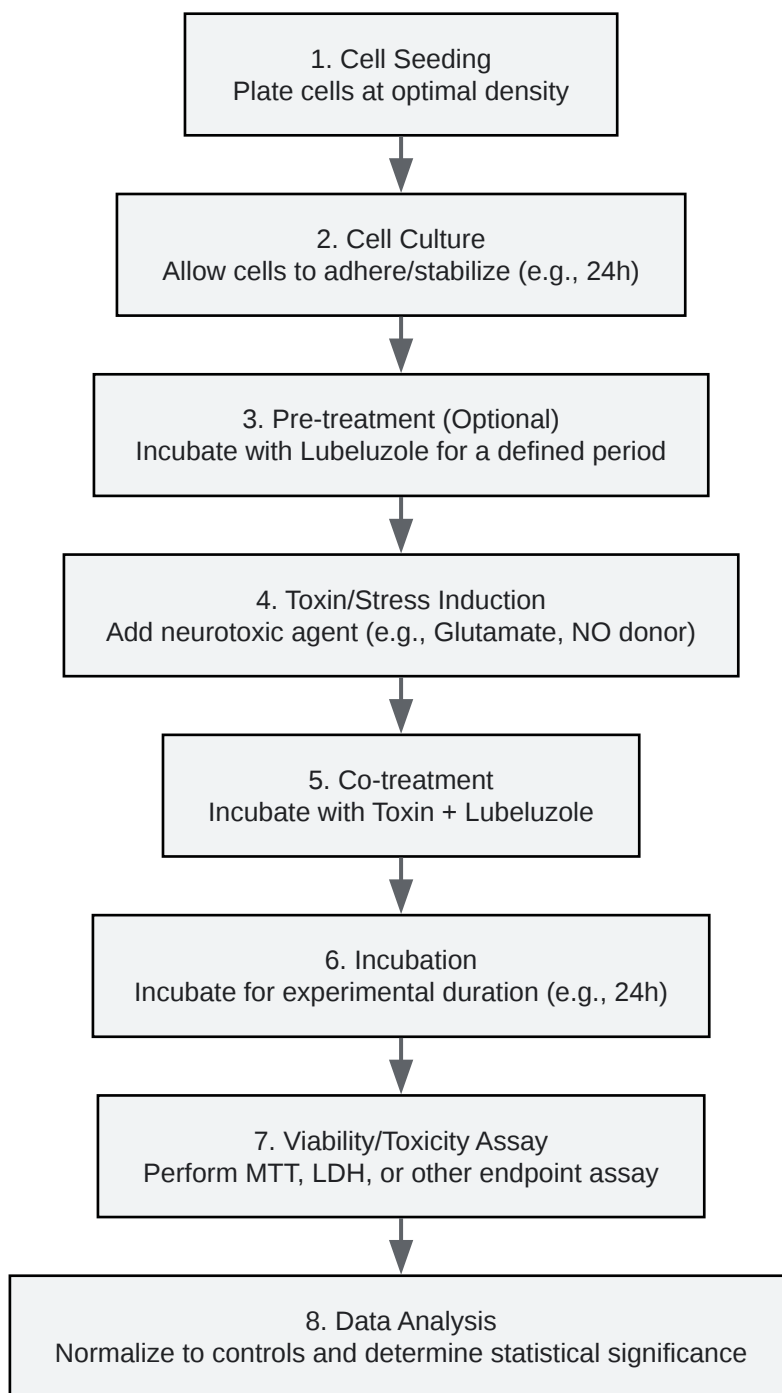 1. Cell Seeding
Plate cells at optimal density
2. Cell Culture
Allow cells to adhere/stabilize (e.g., 24h)
3. Pre-treatment (Optional)
Incubate with Lubeluzole for a defined period
4. Toxin/Stress Induction
Add neurotoxic agent (e.g., Glutamate, NO donor)
5. Co-treatment
Incubate with Toxin + Lubeluzole
6. Incubation
Incubate for experimental duration (e.g., 24h)
7. Viability/Toxicity Assay
Perform MTT, LDH, or other endpoint assay
8. Data Analysis
Normalize to controls and determine statistical significance